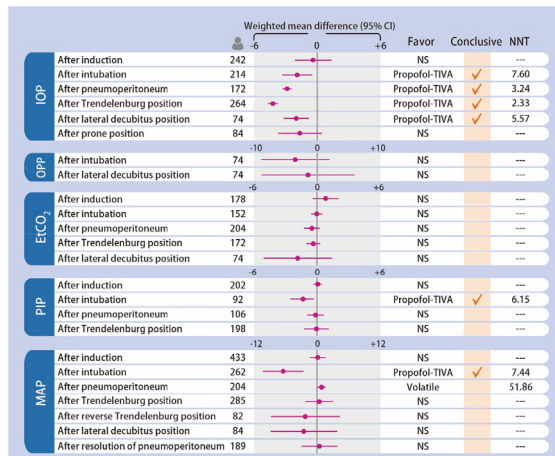 Weighted mean difference (95% CI)
-6 0 +6 Favor Conclusive NNT
IOP
After induction 242 NS ---
After intubation 214 Propofol-TIVA ✓ 7.60
After pneumoperitoneum 172 Propofol-TIVA ✓ 3.24
After Trendelenburg position 264 Propofol-TIVA ✓ 2.33
After lateral decubitus position 74 Propofol-TIVA ✓ 5.57
After prone position 84 NS ---
-10 0 +10
OPP
After intubation 74 NS ---
After lateral decubitus position 74 NS ---
-6 0 +6
EtCO₂
After induction 178 NS ---
After intubation 152 NS ---
After pneumoperitoneum 204 NS ---
After Trendelenburg position 172 NS ---
After lateral decubitus position 74 NS ---
-6 0 +6
PIP
After induction 202 NS ---
After intubation 92 Propofol-TIVA ✓ 6.15
After pneumoperitoneum 106 NS ---
After Trendelenburg position 198 NS ---
-12 0 +12
MAP
After induction 433 NS ---
After intubation 262 Propofol-TIVA ✓ 7.44
After pneumoperitoneum 204 Volatile 51.86
After Trendelenburg position 285 NS ---
After reverse Trendelenburg position 82 NS ---
After lateral decubitus position 84 NS ---
After resolution of pneumoperitoneum 189 NS ---